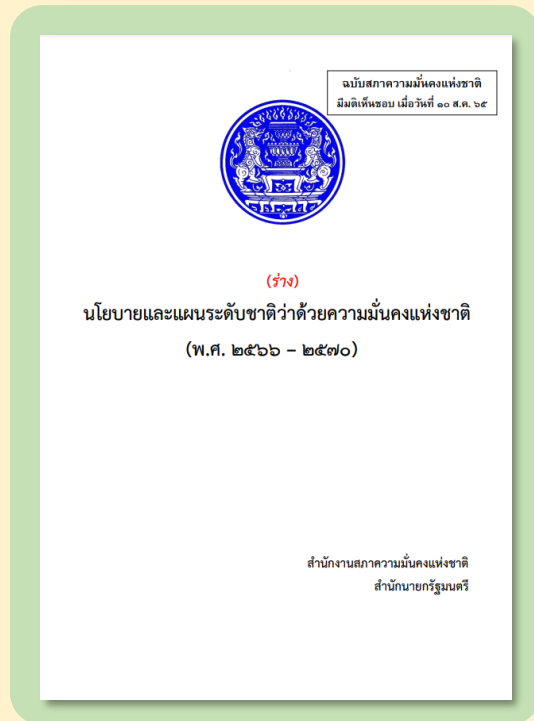 ฉบับสภาความมั่นคงแห่งชาติ
มีมติเห็นชอบ เมื่อวันที่ ๑๐ ส.ค. ๖๕
(ร่าง)
นโยบายและแผนระดับชาติว่าด้วยความมั่นคงแห่งชาติ
(พ.ศ. ๒๕๖๖ – ๒๕๗๐)
สำนักงานสภาความมั่นคงแห่งชาติ
สำนักนายกรัฐมนตรี